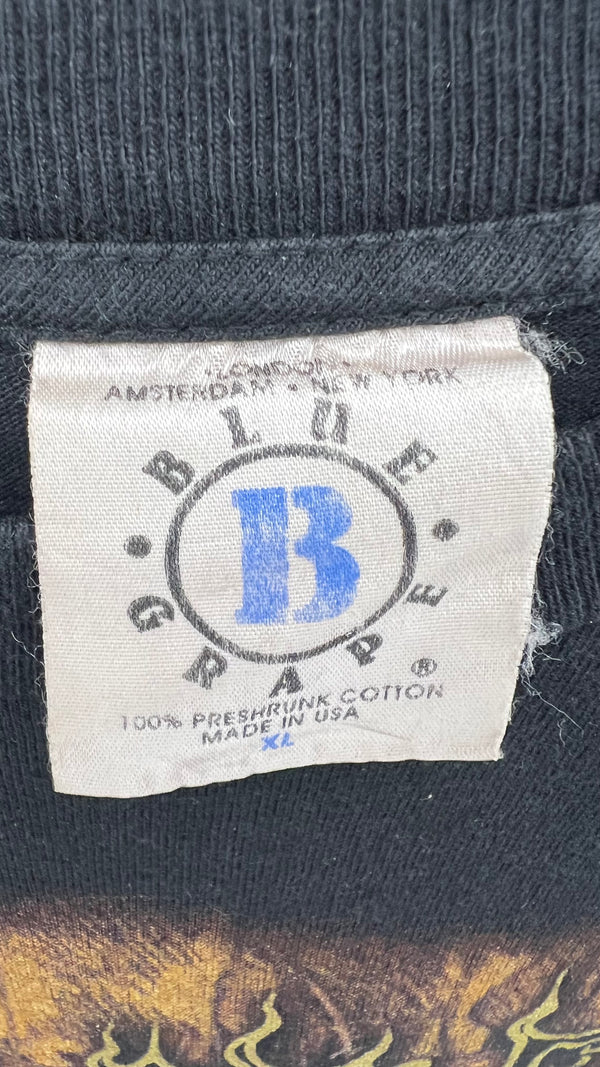 •LONDON•
AMSTERDAM • NEW YORK
• BLUE •
B
GRAPE
®
100% PRESHRUNK COTTON
MADE IN USA
XL